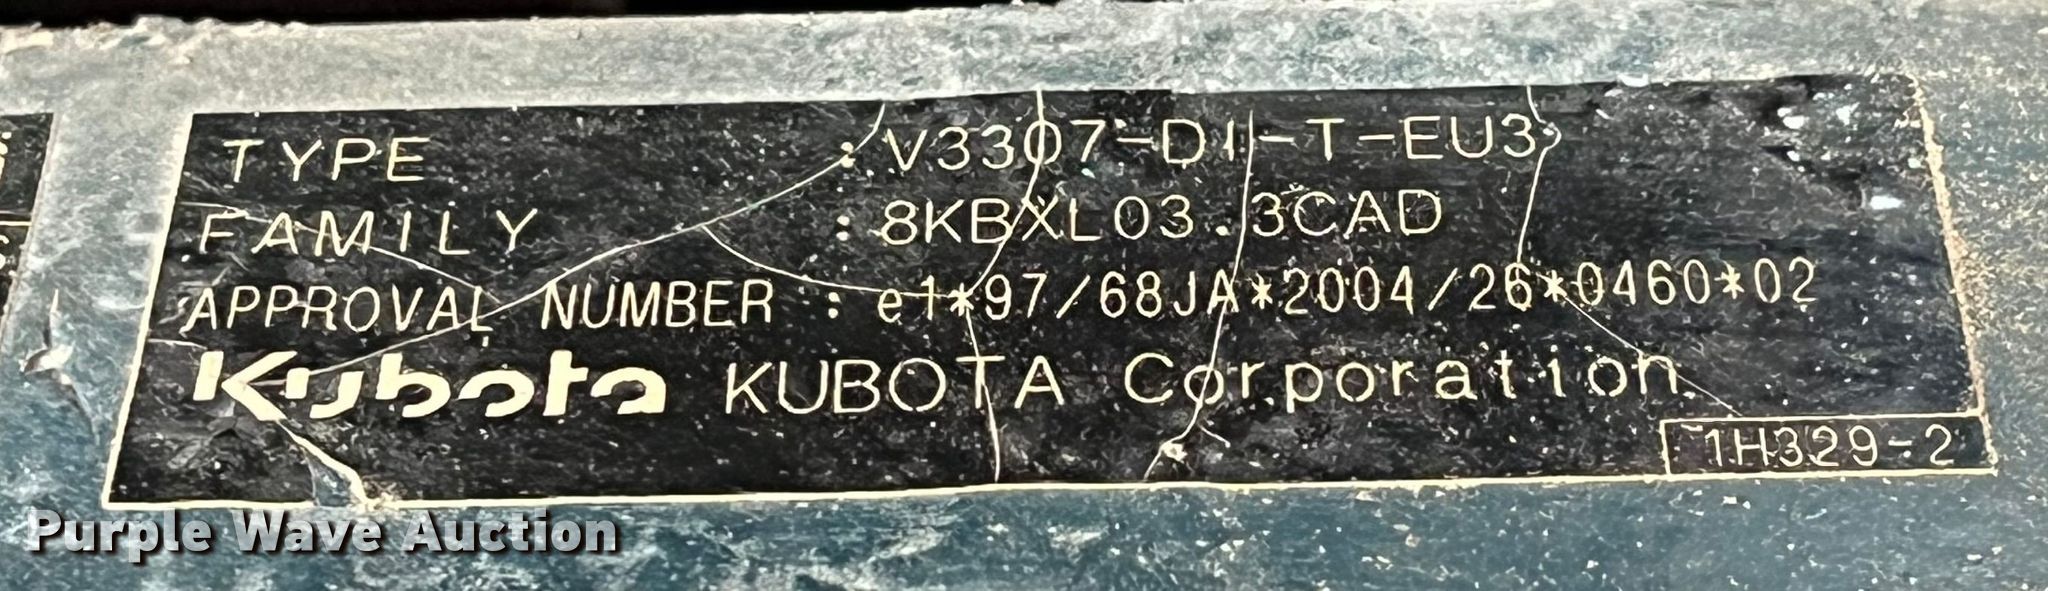 TYPE : V3307-DI-T-EU3
FAMILY : 8KBXL03.3CAD
APPROVAL NUMBER : e1*97/68JA*2004/26*0460*02
Kubota KUBOTA Corporation
1H329-2
Purple Wave Auction